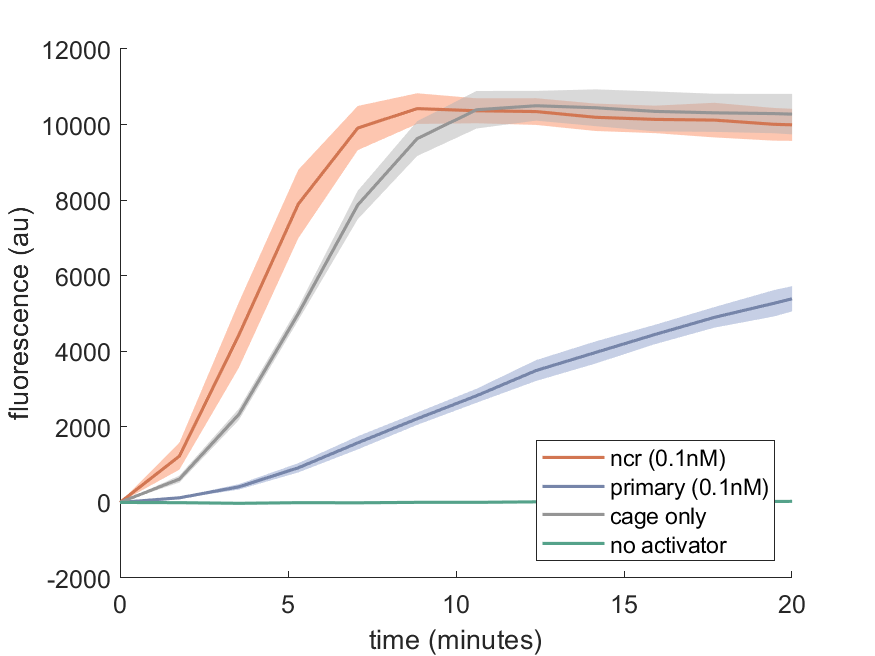 12000
10000
8000
6000
4000
2000
0
-2000
fluorescence (au)
ncr (0.1nM)
primary (0.1nM)
cage only
no activator
0 5 10 15 20
time (minutes)